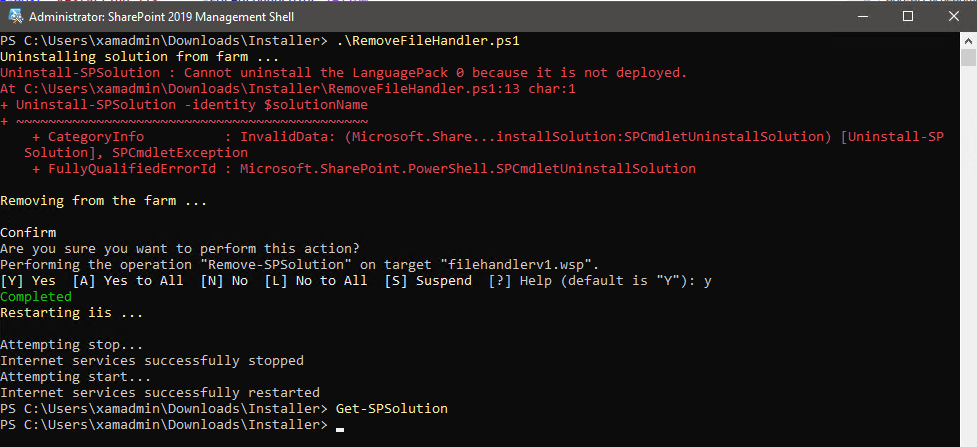 Administrator: SharePoint 2019 Management Shell
PS C:\Users\xamadmin\Downloads\Installer> .\RemoveFileHandler.ps1
Uninstalling solution from farm ...
Uninstall-SPSolution : Cannot uninstall the LanguagePack 0 because it is not deployed.
At C:\Users\xamadmin\Downloads\Installer\RemoveFileHandler.ps1:13 char:1
+ Uninstall-SPSolution -identity $solutionName
+ ~~~~~~~~~~~~~~~~~~~~~~~~~~~~~~~~~~~~~~~~~~~~
    + CategoryInfo          : InvalidData: (Microsoft.Share...installSolution:SPCmdletUninstallSolution) [Uninstall-SP
   Solution], SPCmdletException
    + FullyQualifiedErrorId : Microsoft.SharePoint.PowerShell.SPCmdletUninstallSolution
Removing from the farm ...
Confirm
Are you sure you want to perform this action?
Performing the operation "Remove-SPSolution" on target "filehandlerv1.wsp".
[Y] Yes  [A] Yes to All  [N] No  [L] No to All  [S] Suspend  [?] Help (default is "Y"): y
Completed
Restarting iis ...
Attempting stop...
Internet services successfully stopped
Attempting start...
Internet services successfully restarted
PS C:\Users\xamadmin\Downloads\Installer> Get-SPSolution
PS C:\Users\xamadmin\Downloads\Installer>